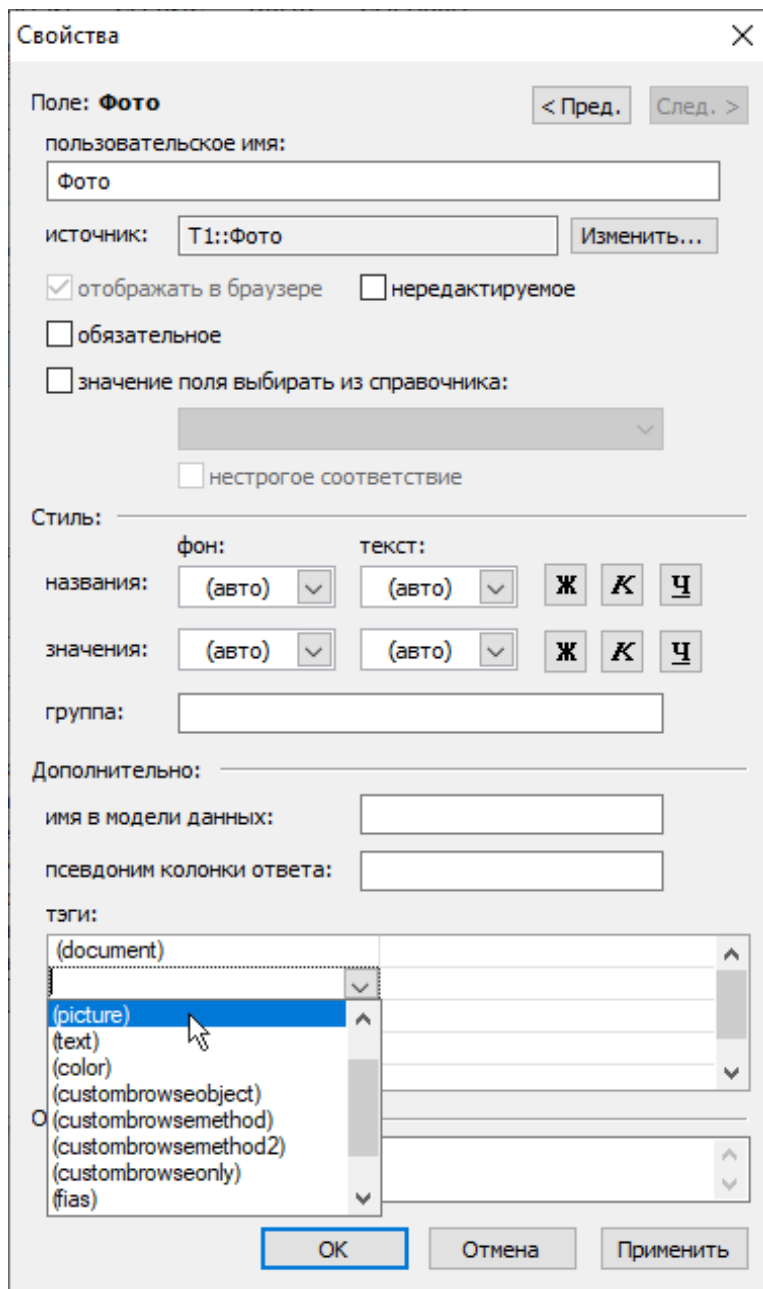 Свойства
Поле: Фото
< Пред.
След. >
пользовательское имя:
Фото
источник:
T1::Фото
Изменить...
отображать в браузере
нередактируемое
обязательное
значение поля выбирать из справочника:
нестрогое соответствие
Стиль:
фон:
текст:
названия:
(авто)
(авто)
Ж
К
Ч
значения:
(авто)
(авто)
Ж
К
Ч
группа:
Дополнительно:
имя в модели данных:
псевдоним колонки ответа:
тэги:
(document)
(picture)
(text)
(color)
(custombrowseobject)
(custombrowsemethod)
(custombrowsemethod2)
(custombrowseonly)
(fias)
ОК
Отмена
Применить